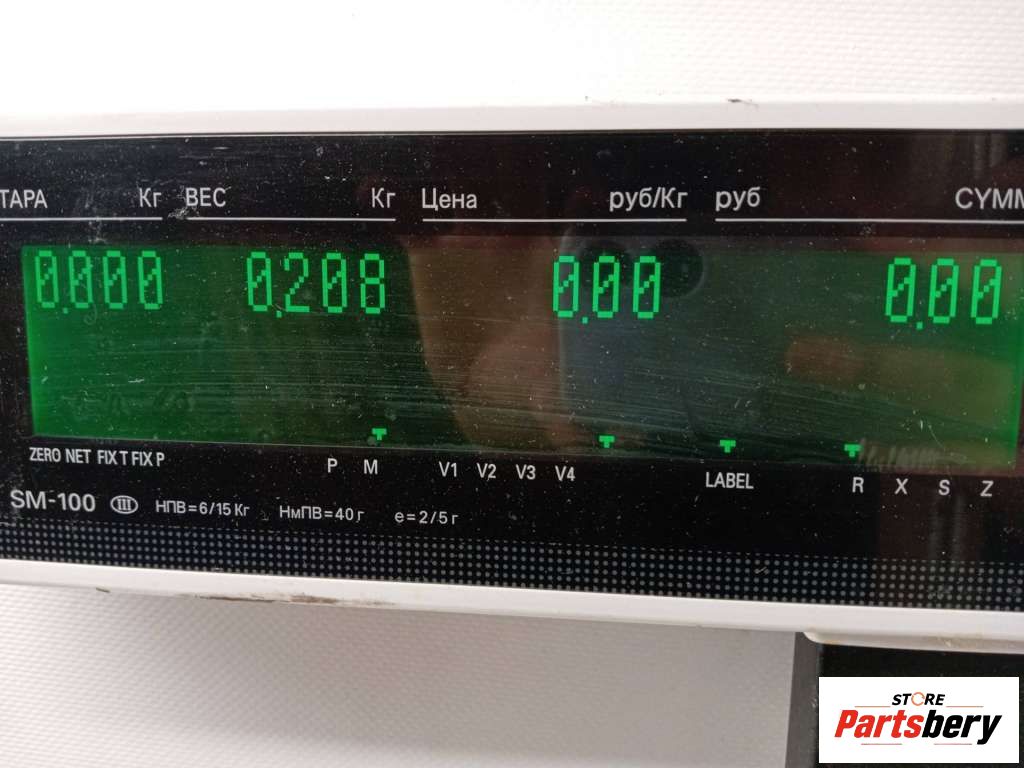 ТАРА Кг ВЕС Кг Цена руб/Кг руб СУММ
0.000 0.208 0.00 0.00
ZERO NET FIX T FIX P P M V1 V2 V3 V4 LABEL R X S Z
SM-100 III НПВ=6/15 Кг НмПВ=40 г e=2/5 г
STORE
Partsbery